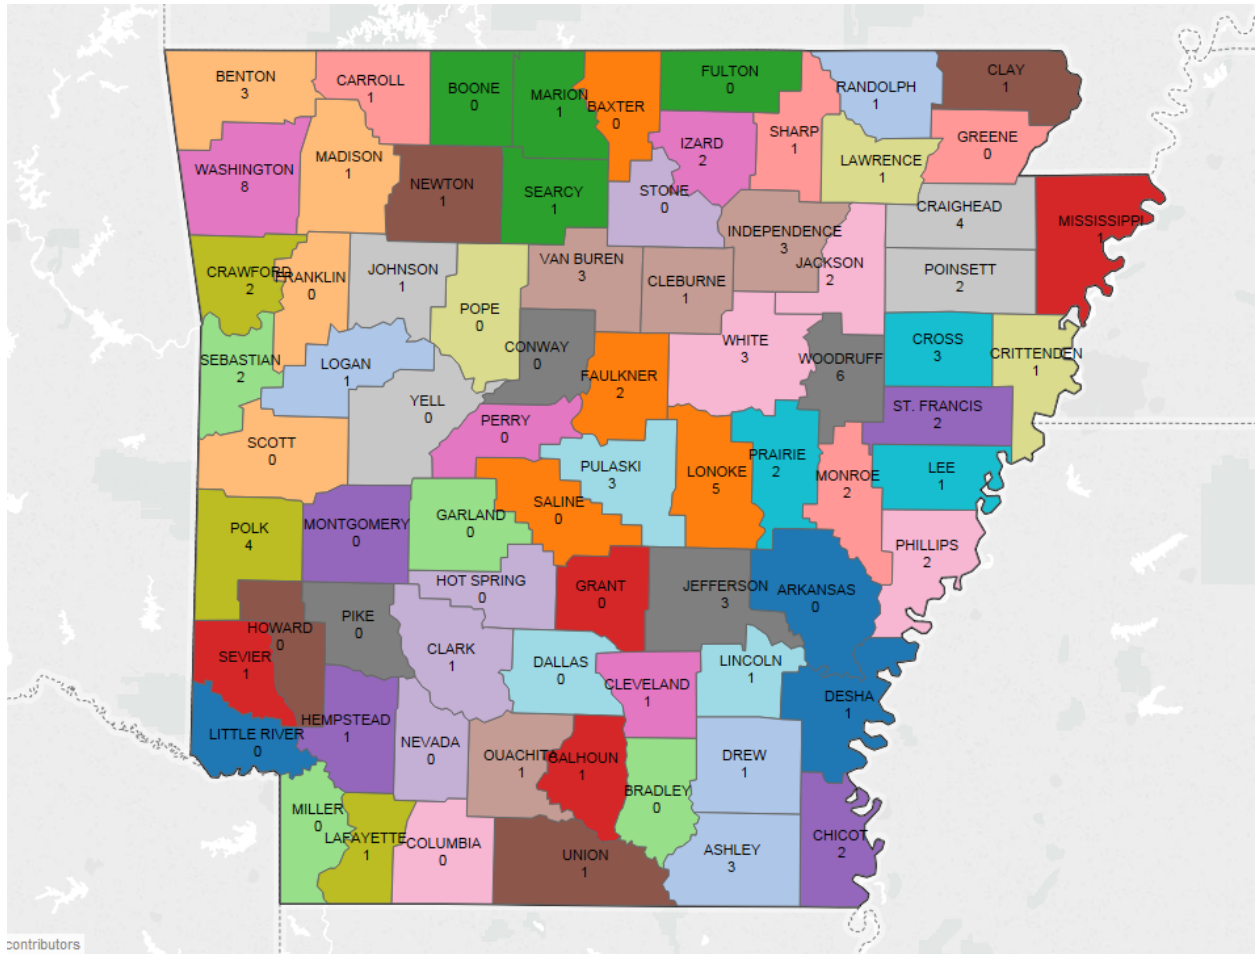 BENTON
3
CARROLL
1
BOONE
0
MARION
1
BAXTER
0
FULTON
0
SHARP
1
RANDOLPH
1
CLAY
1
GREENE
0
WASHINGTON
8
MADISON
1
NEWTON
1
SEARCY
1
STONE
0
IZARD
2
LAWRENCE
1
CRAIGHEAD
4
MISSISSIPPI
1
CRAWFORD
2
FRANKLIN
0
JOHNSON
1
POPE
0
VAN BUREN
3
CLEBURNE
1
INDEPENDENCE
3
JACKSON
2
POINSETT
2
SEBASTIAN
2
LOGAN
1
CONWAY
0
FAULKNER
2
WHITE
3
WOODRUFF
6
CROSS
3
CRITTENDEN
1
SCOTT
0
YELL
0
PERRY
0
ST. FRANCIS
2
PULASKI
3
LONOKE
5
PRAIRIE
2
MONROE
2
LEE
1
POLK
4
MONTGOMERY
0
GARLAND
0
SALINE
0
PHILLIPS
2
HOT SPRING
0
GRANT
0
JEFFERSON
3
ARKANSAS
0
HOWARD
0
PIKE
0
SEVIER
1
CLARK
1
DALLAS
0
CLEVELAND
1
LINCOLN
1
DESHA
1
LITTLE RIVER
0
HEMPSTEAD
1
NEVADA
0
OUACHITA
1
CALHOUN
1
BRADLEY
0
DREW
1
MILLER
0
LAFAYETTE
1
COLUMBIA
0
UNION
1
ASHLEY
3
CHICOT
2
contributors